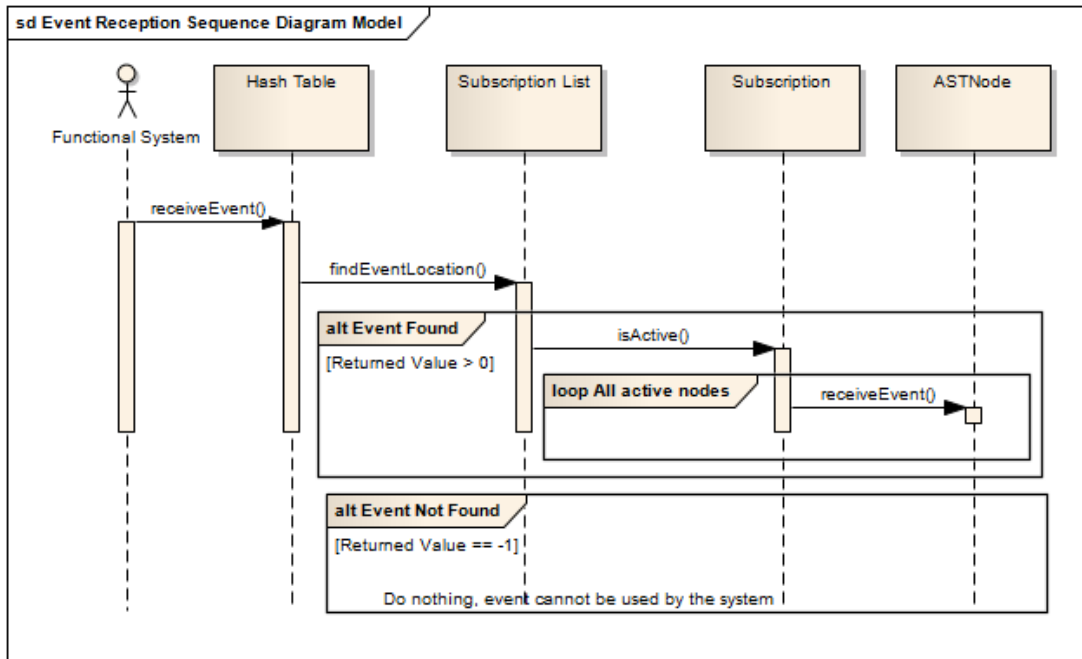 sd Event Reception Sequence Diagram Model
Functional System
Hash Table
Subscription List
Subscription
ASTNode
receiveEvent()
findEventLocation()
alt Event Found
[Returned Value > 0]
isActive()
loop All active nodes
receiveEvent()
alt Event Not Found
[Returned Value == -1]
Do nothing, event cannot be used by the system